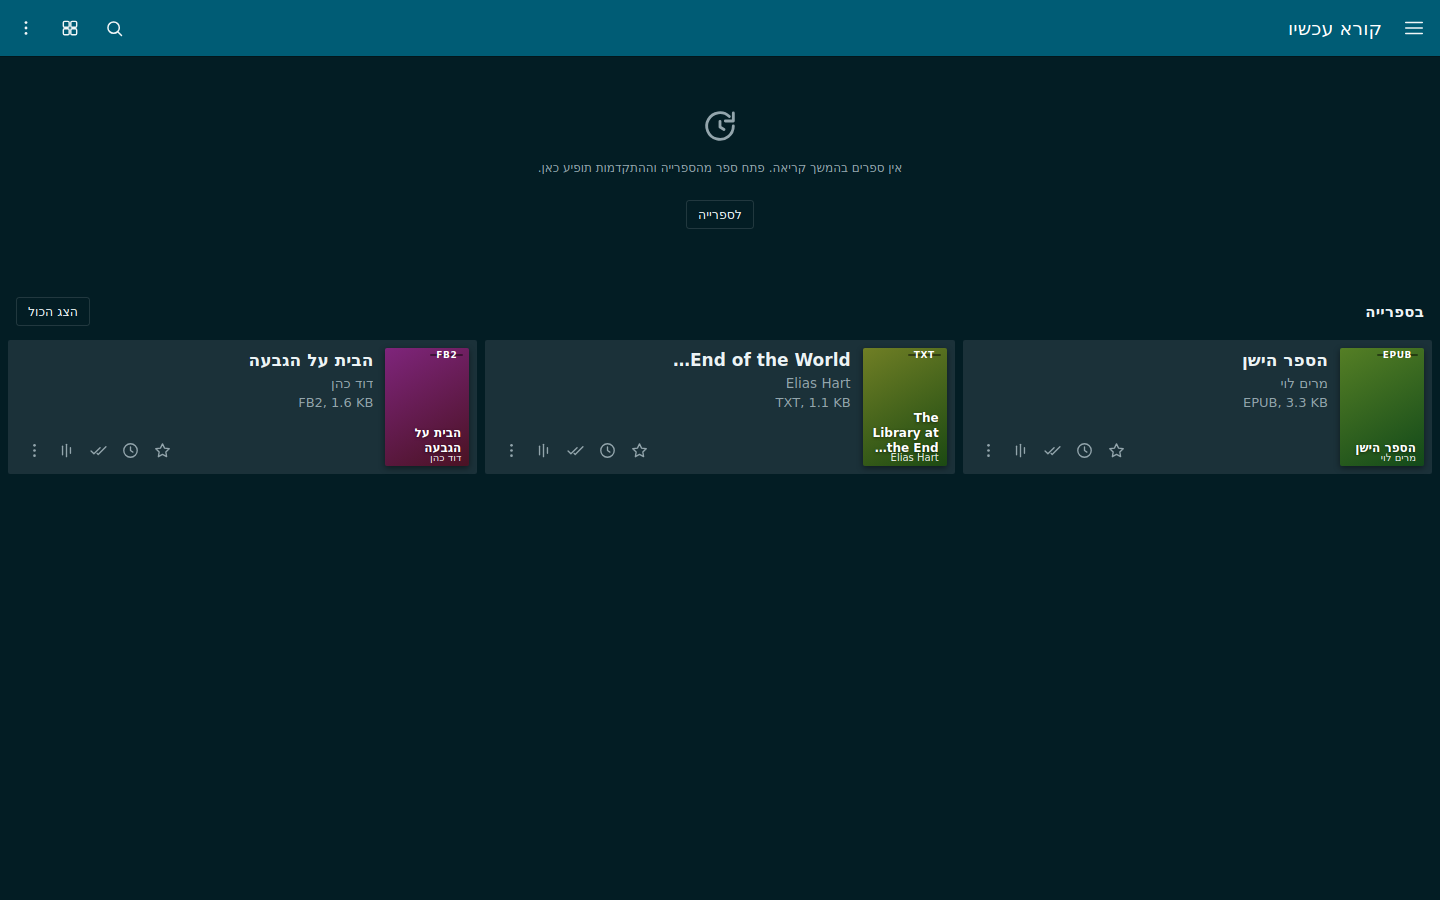 קורא עכשיו
אין ספרים בהמשך קריאה. פתח ספר מהספרייה וההתקדמות תופיע כאן.
לספרייה
בספרייה
הצג הכול
EPUB
הספר הישן
מרים לוי
הספר הישן
מרים לוי
EPUB, 3.3 KB
TXT
The
Library at
the End…
Elias Hart
End of the World…
Elias Hart
TXT, 1.1 KB
FB2
הבית על
הגבעה
דוד כהן
הבית על הגבעה
דוד כהן
FB2, 1.6 KB